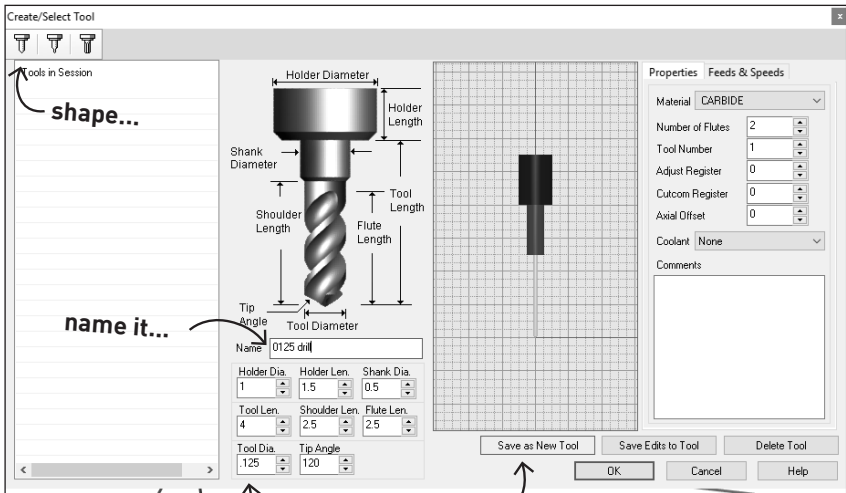 Create/Select Tool
x
Tools in Session
shape...
name it...
Holder Diameter
Holder
Length
Shank
Diameter
Tool
Length
Shoulder
Length
Flute
Length
Tip
Angle
Tool Diameter
Name 0125 drill
Holder Dia. Holder Len. Shank Dia.
1 1.5 0.5
Tool Len. Shoulder Len. Flute Len.
4 2.5 2.5
Tool Dia. Tip Angle
.125 120
Properties Feeds & Speeds
Material CARBIDE
Number of Flutes 2
Tool Number 1
Adjust Register 0
Cutcom Register 0
Axial Offset 0
Coolant None
Comments
Save as New Tool Save Edits to Tool Delete Tool
OK Cancel Help